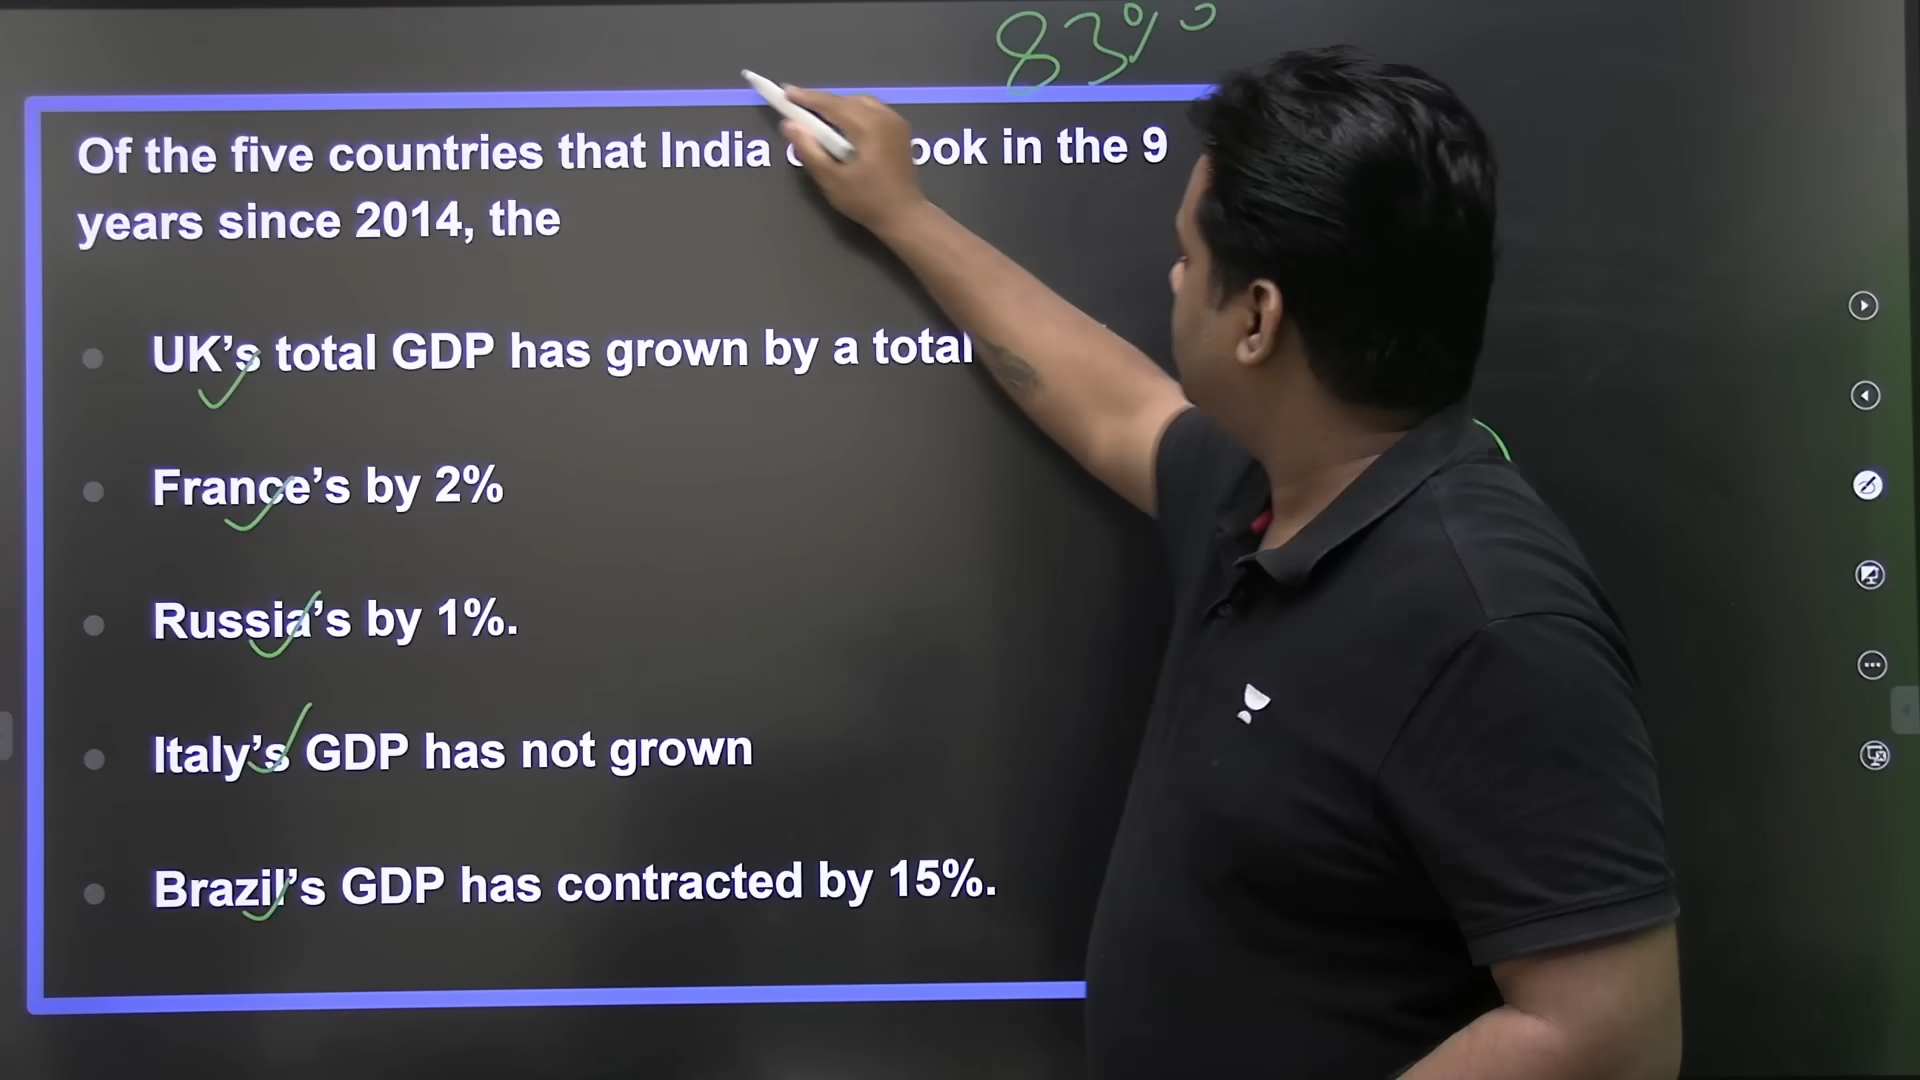 83%
Of the five countries that India ook in the 9
years since 2014, the
UK’s total GDP has grown by a total
France’s by 2%
Russia’s by 1%.
Italy’s GDP has not grown
Brazil’s GDP has contracted by 15%.